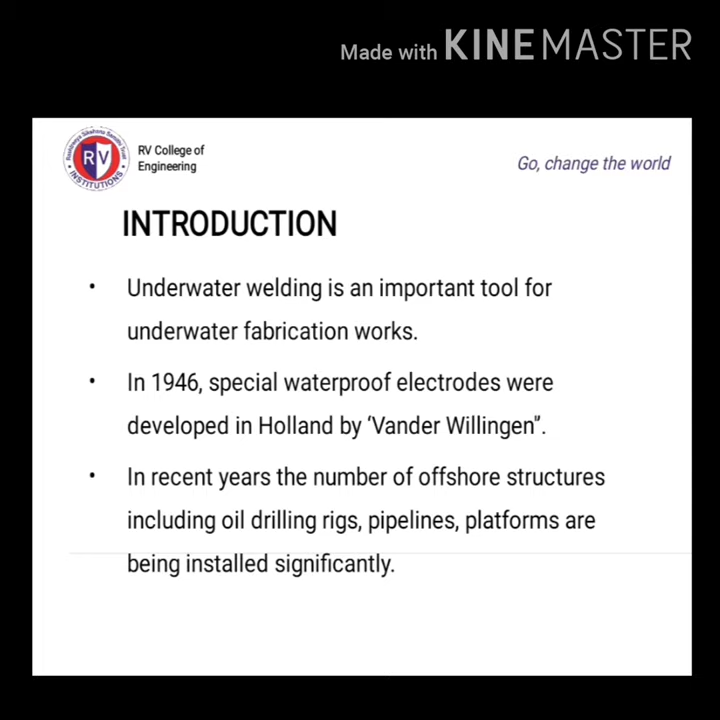 Made with KINEMASTER
RV College of
Engineering
Go, change the world
RV
INSTITUTIONS
INTRODUCTION
• Underwater welding is an important tool for
underwater fabrication works.
• In 1946, special waterproof electrodes were
developed in Holland by ‘Vander Willingen”.
• In recent years the number of offshore structures
including oil drilling rigs, pipelines, platforms are
being installed significantly.